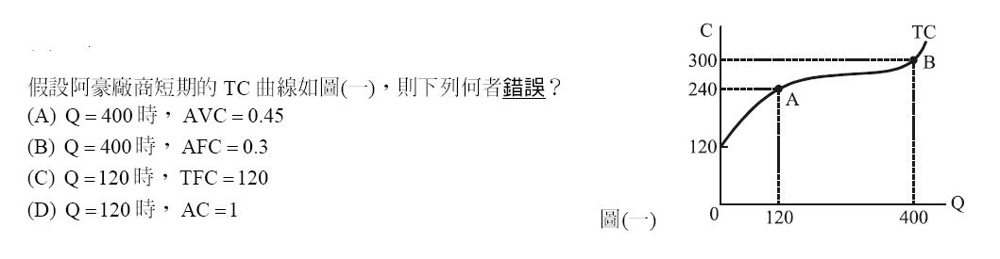 假設阿豪廠商短期的 TC 曲線如圖(一),則下列何者錯誤?
(A) Q = 400 時, AVC = 0.45
(B) Q = 400 時, AFC = 0.3
(C) Q = 120 時, TFC = 120
(D) Q = 120 時, AC = 1
圖(一)
C
TC
300
B
240
A
120
0
120
400
Q